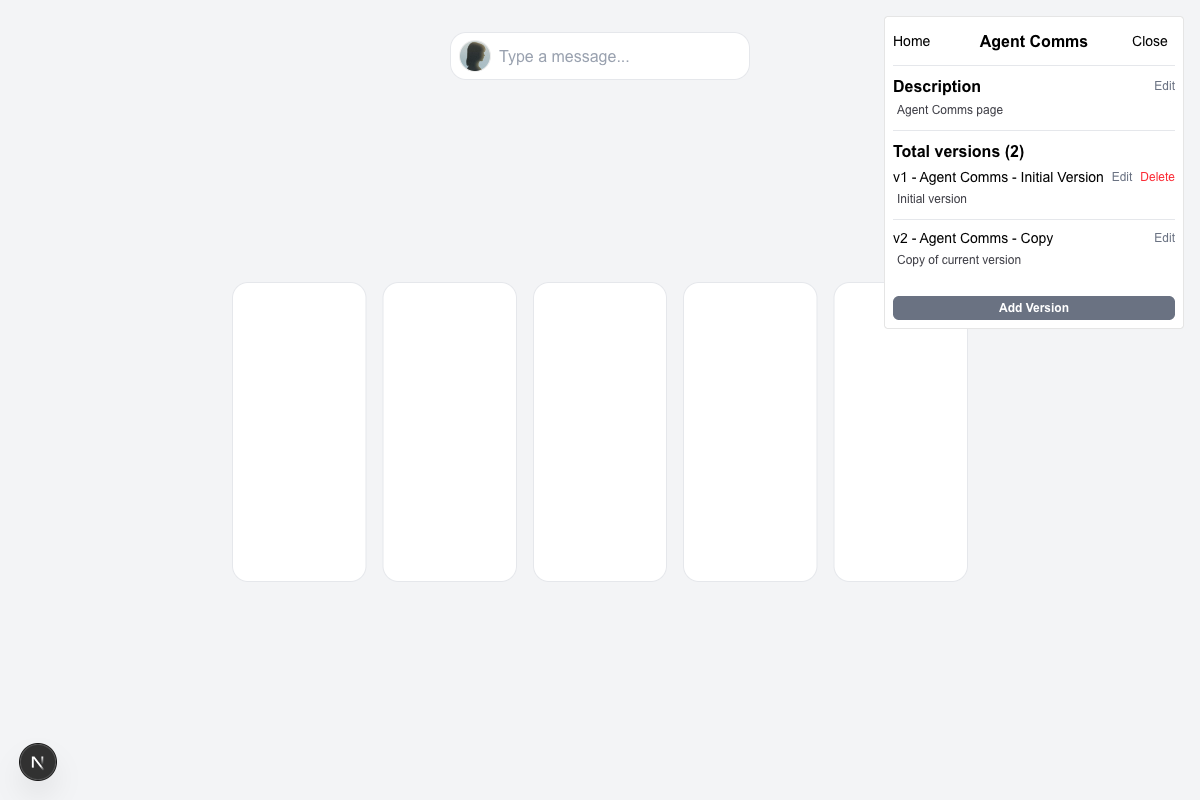 Type a message...
Home Agent Comms Close
Description Edit
Agent Comms page
Total versions (2)
v1 - Agent Comms - Initial Version Edit Delete
Initial version
v2 - Agent Comms - Copy Edit
Copy of current version
Add Version
N